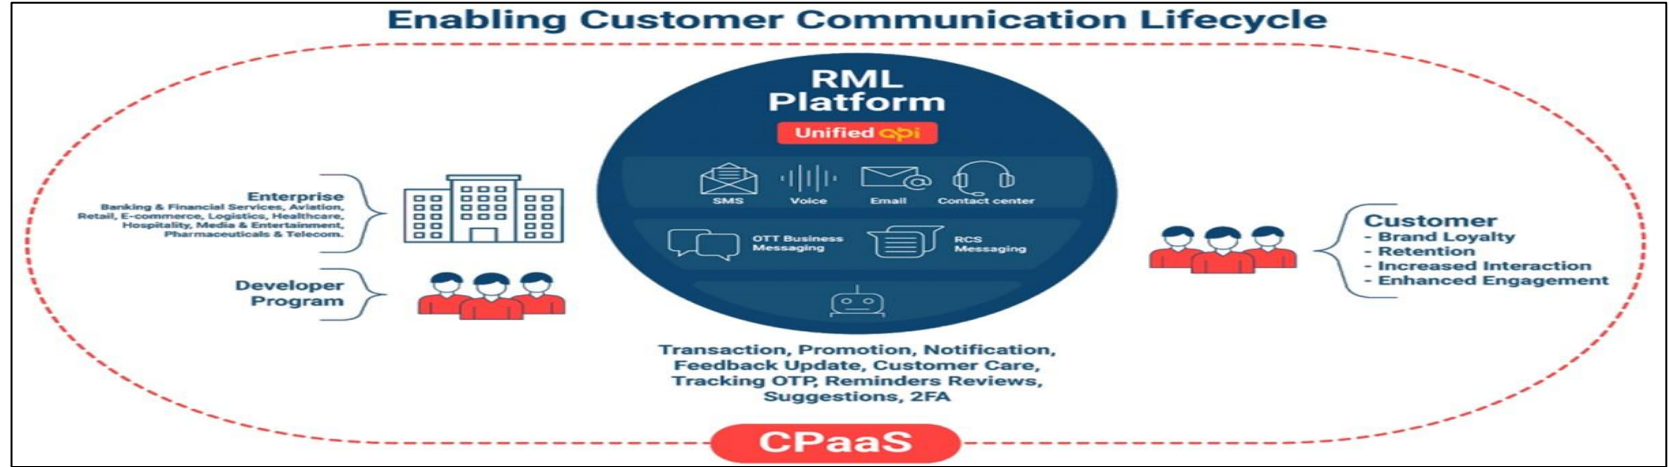 Enabling Customer Communication Lifecycle
RML
Platform
Unified api
SMS
Voice
Email
Contact center
OTT Business
Messaging
RCS
Messaging
Enterprise
Banking & Financial Services, Aviation,
Retail, E-commerce, Logistics, Healthcare,
Hospitality, Media & Entertainment,
Pharmaceuticals & Telecom.
Developer
Program
Customer
- Brand Loyalty
- Retention
- Increased Interaction
- Enhanced Engagement
Transaction, Promotion, Notification,
Feedback Update, Customer Care,
Tracking OTP, Reminders Reviews,
Suggestions, 2FA
CPaaS